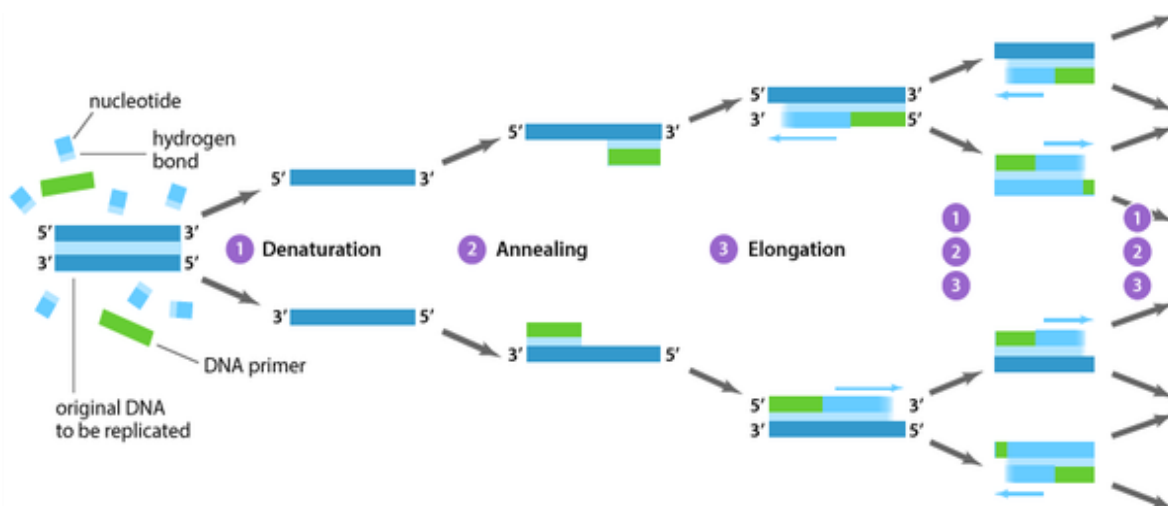 nucleotide
hydrogen
bond
5′ 3′
3′ 5′
DNA primer
original DNA
to be replicated
5′ 3′
1 Denaturation
3′ 5′
5′ 3′
2 Annealing
3′ 5′
5′ 3′
3′ 5′
3 Elongation
5′ 3′
3′ 5′
1
2
3
1
2
3